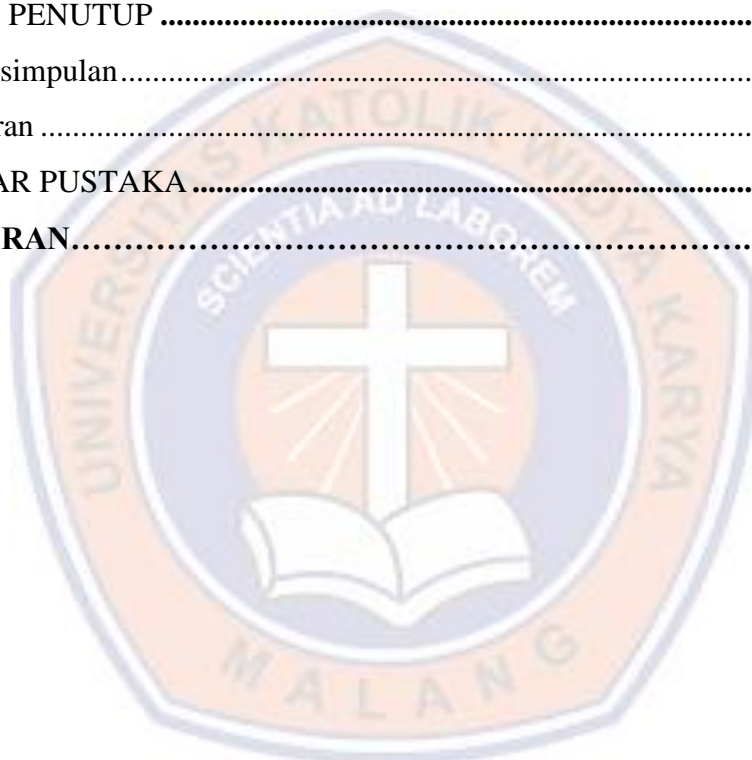 PENUTUP ................................................................................
simpulan................................................................................
ran ................................................................................
AR PUSTAKA ................................................................................
RAN………………………………………………………….
UNIVERSITAS KATOLIK WIDYA KARYA
SCIENTIA AD LABOREM
MALANG